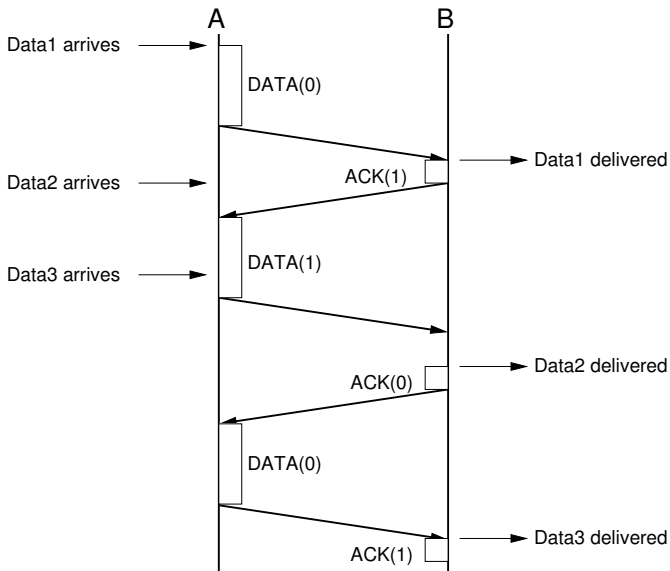 A B
Data1 arrives
DATA(0)
Data1 delivered
ACK(1)
Data2 arrives
DATA(1)
Data3 arrives
Data2 delivered
ACK(0)
DATA(0)
Data3 delivered
ACK(1)